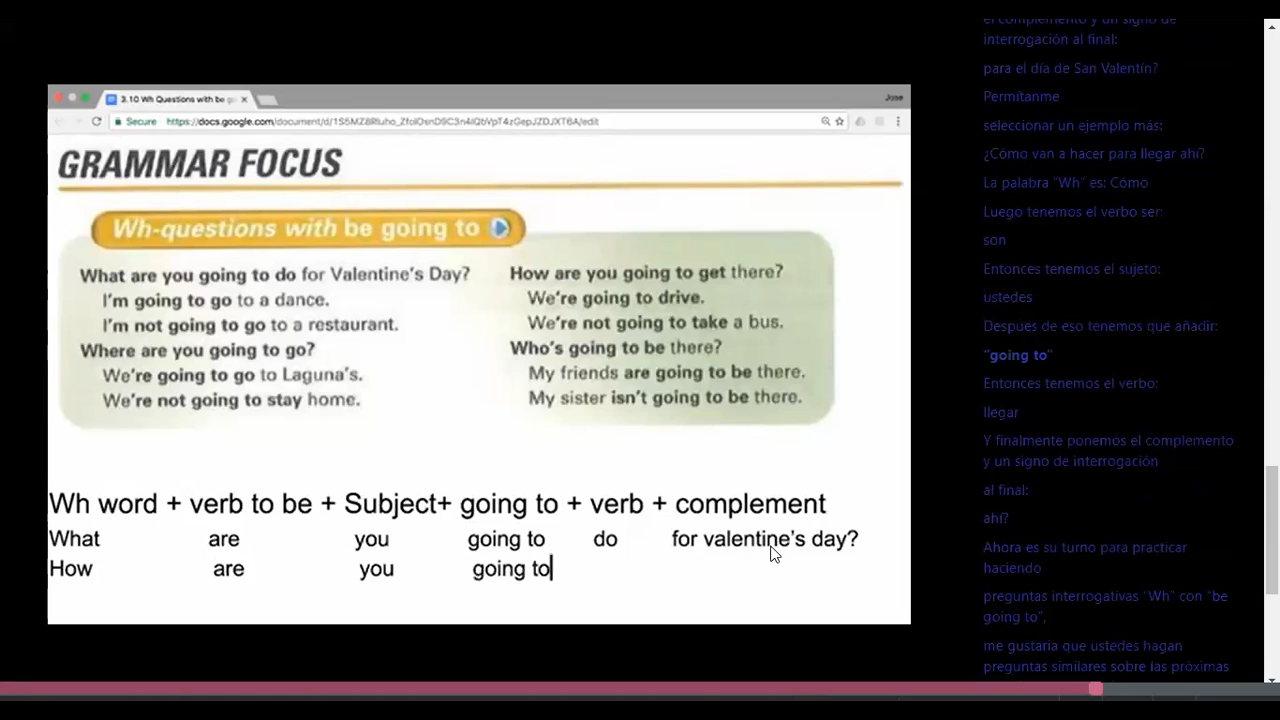 3.10 Wh Questions with be go
Jose
Secure
GRAMMAR FOCUS
Wh-questions with be going to
What are you going to do for Valentine's Day?
I'm going to go to a dance.
I'm not going to go to a restaurant.
Where are you going to go?
We're going to go to Laguna's.
We're not going to stay home.
How are you going to get there?
We're going to drive.
We're not going to take a bus.
Who's going to be there?
My friends are going to be there.
My sister isn't going to be there.
Wh word + verb to be + Subject+ going to + verb + complement
What are you going to do for valentine's day?
How are you going to
el complemento y un signo de
interrogación al final:
para el día de San Valentín?
Permítanme
seleccionar un ejemplo más:
¿Cómo van a hacer para llegar ahí?
La palabra "Wh" es: Cómo
Luego tenemos el verbo ser:
son
Entonces tenemos el sujeto:
ustedes
Después de eso tenemos que añadir:
"going to"
Entonces tenemos el verbo:
llegar
Y finalmente ponemos el complemento
y un signo de interrogación
al final:
ahí?
Ahora es su turno para practicar
haciendo
preguntas interrogativas "Wh" con "be
going to",
me gustaria que ustedes hagan
preguntas similares sobre las próximas